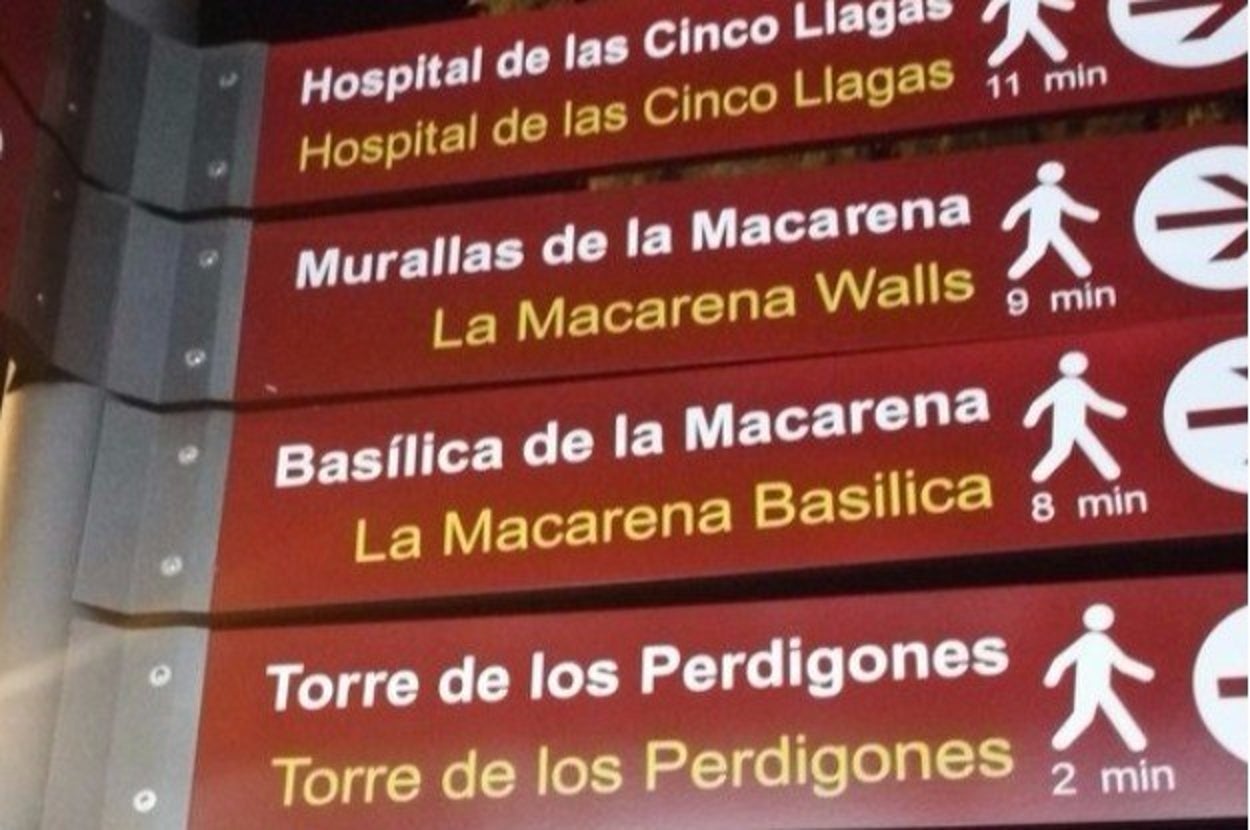 Hospital de las Cinco Llagas
Hospital de las Cinco Llagas
11 min
Murallas de la Macarena
La Macarena Walls
9 min
Basílica de la Macarena
La Macarena Basilica
8 min
Torre de los Perdigones
Torre de los Perdigones
2 min